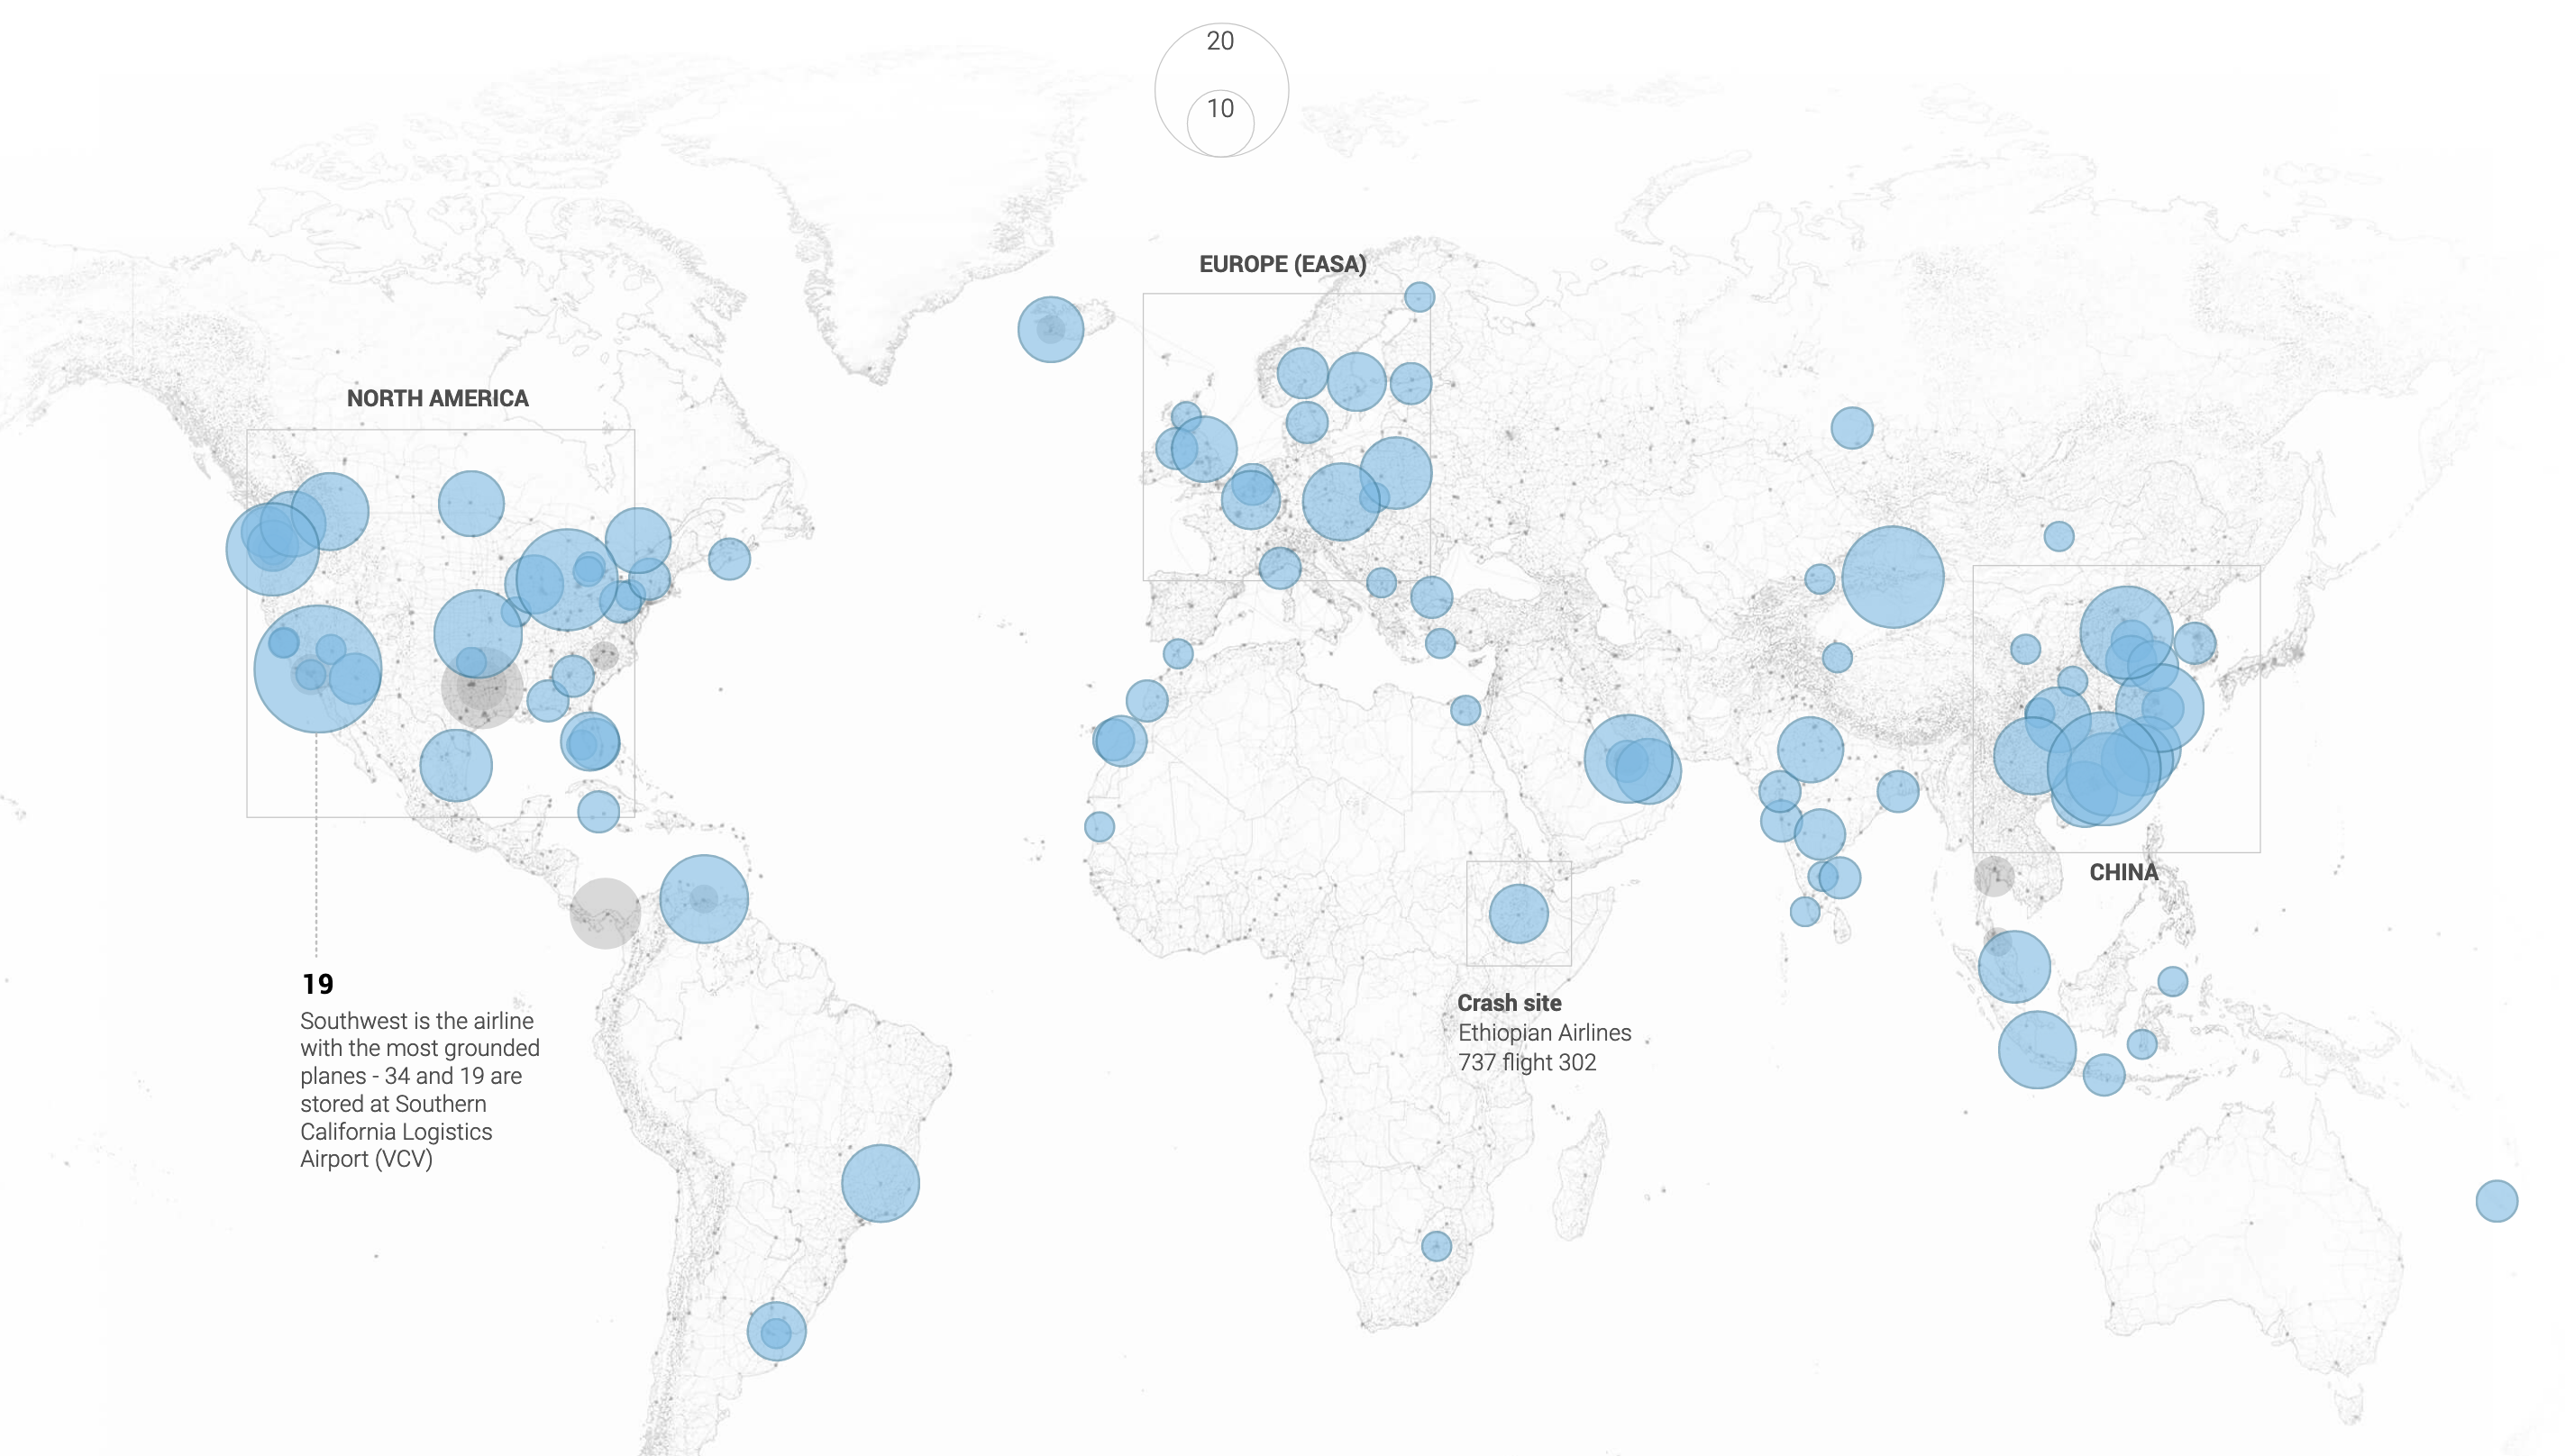 20
10
EUROPE (EASA)
NORTH AMERICA
CHINA
19
Southwest is the airline
with the most grounded
planes - 34 and 19 are
stored at Southern
California Logistics
Airport (VCV)
Crash site
Ethiopian Airlines
737 flight 302